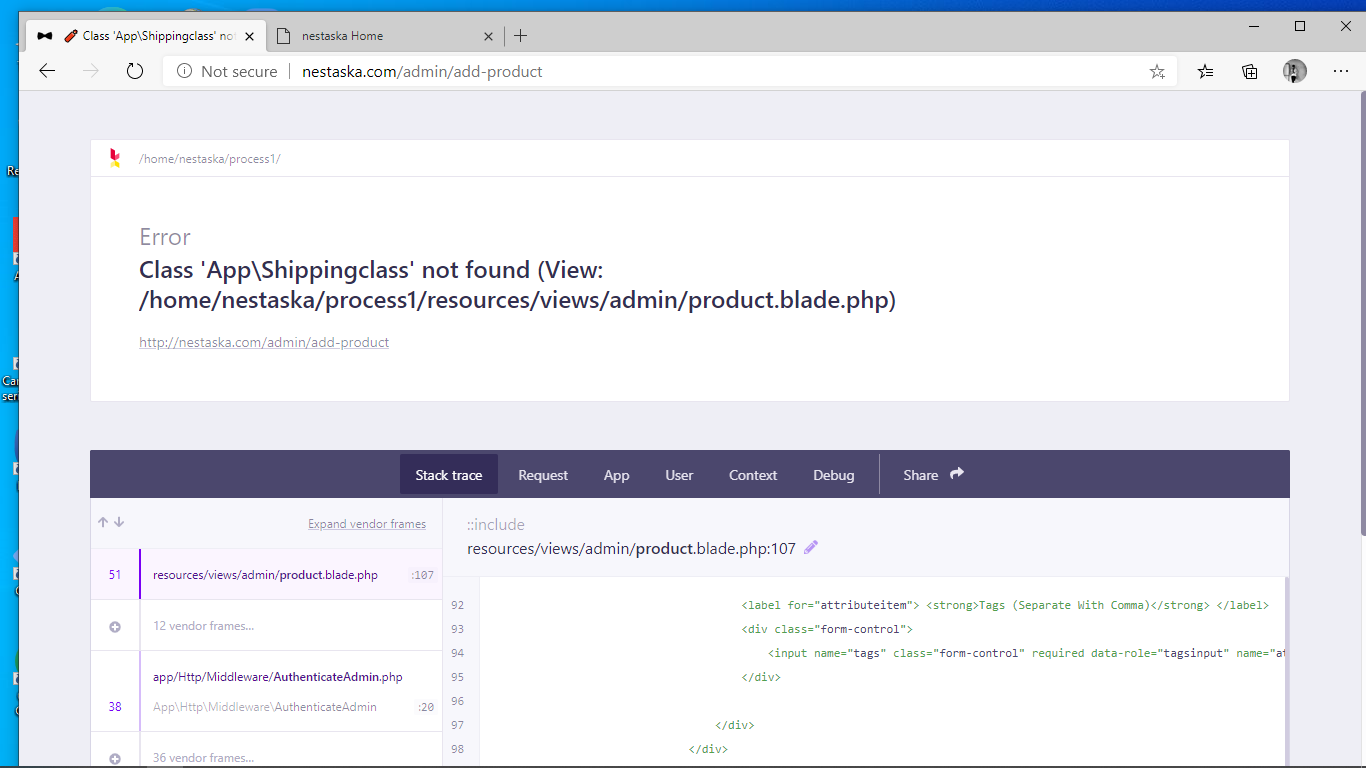 Class 'App\Shippingclass' no
nestaska Home
Not secure
nestaska.com/admin/add-product
/home/nestaska/process1/
Error
Class 'App\Shippingclass' not found (View:
/home/nestaska/process1/resources/views/admin/product.blade.php)
http://nestaska.com/admin/add-product
Stack trace Request App User Context Debug Share
Expand vendor frames
51 resources/views/admin/product.blade.php :107
12 vendor frames...
app/Http/Middleware/AuthenticateAdmin.php
38 App\Http\Middleware\AuthenticateAdmin :20
36 vendor frames...
::include
resources/views/admin/product.blade.php:107
92 <label for="attributeitem"> <strong>Tags (Separate With Comma)</strong> </label>
93 <div class="form-control">
94 <input name="tags" class="form-control" required data-role="tagsinput" name="at
95 </div>
96
97 </div>
98 </div>